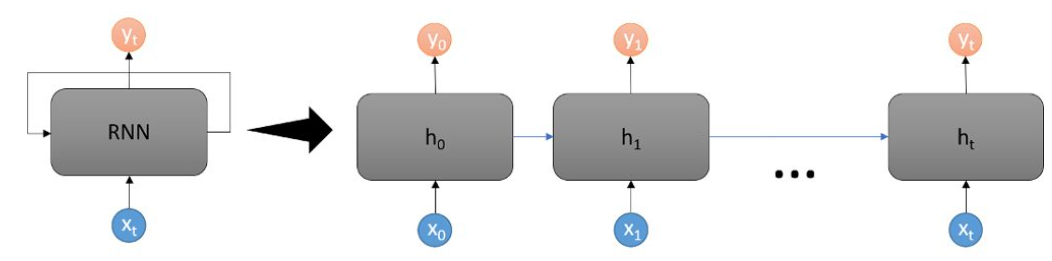 yₜ
y₀
y₁
yₜ
RNN
h₀
h₁
...
hₜ
xₜ
x₀
x₁
xₜ